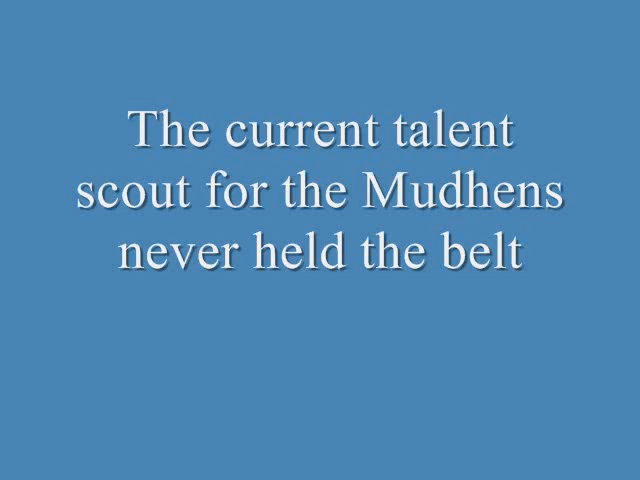 The current talent
scout for the Mudhens
never held the belt